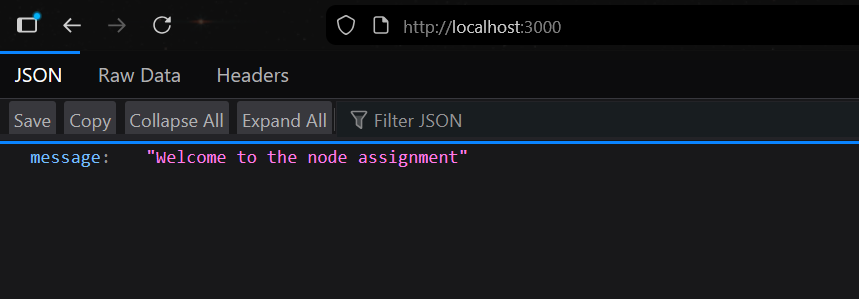 http://localhost:3000
JSON Raw Data Headers
Save Copy Collapse All Expand All Filter JSON
message: "Welcome to the node assignment"